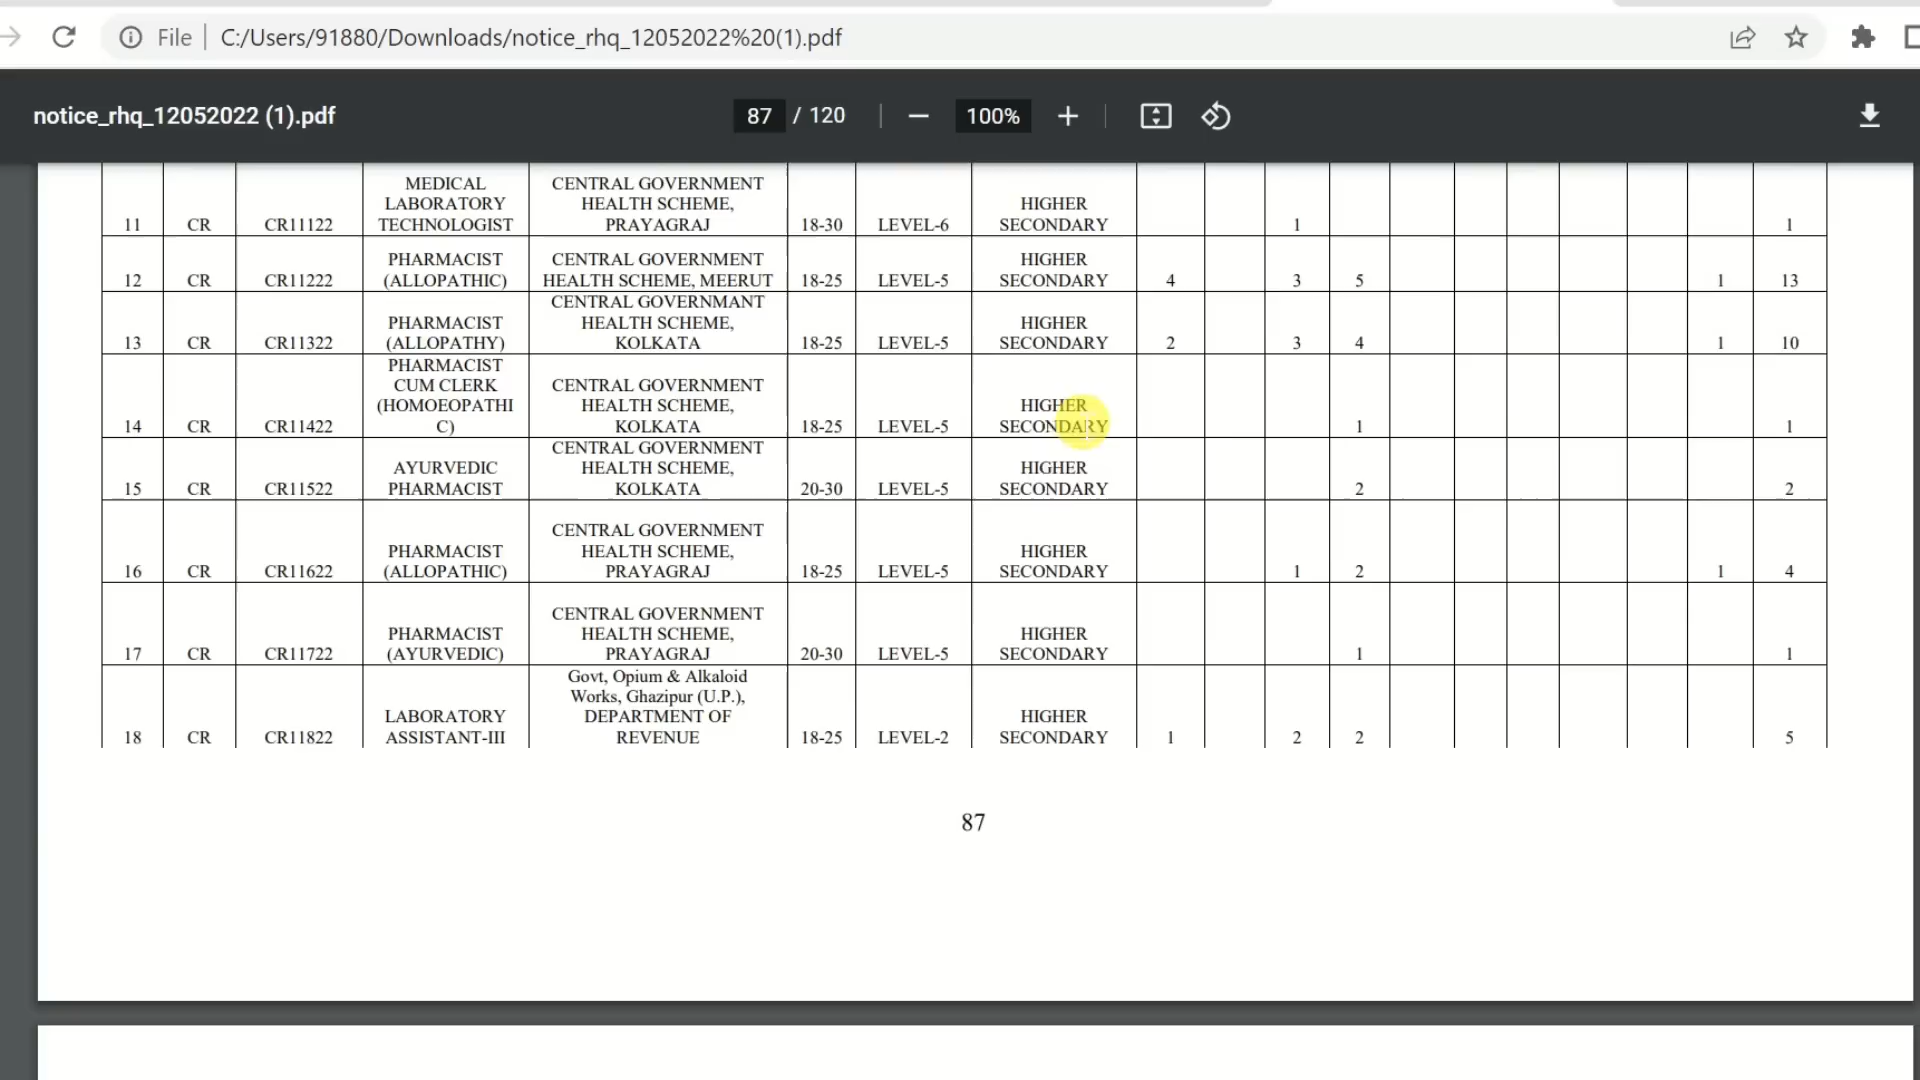 File C:/Users/91880/Downloads/notice_rhq_12052022%20(1).pdf
notice_rhq_12052022 (1).pdf 87 / 120 100%
MEDICAL CENTRAL GOVERNMENT
LABORATORY HEALTH SCHEME, HIGHER
11 CR CR11122 TECHNOLOGIST PRAYAGRAJ 18-30 LEVEL-6 SECONDARY 1 1
PHARMACIST CENTRAL GOVERNMENT HIGHER
12 CR CR11222 (ALLOPATHIC) HEALTH SCHEME, MEERUT 18-25 LEVEL-5 SECONDARY 4 3 5 1 13
CENTRAL GOVERNMANT
PHARMACIST HEALTH SCHEME, HIGHER
13 CR CR11322 (ALLOPATHY) KOLKATA 18-25 LEVEL-5 SECONDARY 2 3 4 1 10
PHARMACIST
CUM CLERK CENTRAL GOVERNMENT
(HOMOEOPATHI HEALTH SCHEME, HIGHER
14 CR CR11422 C) KOLKATA 18-25 LEVEL-5 SECONDARY 1 1
CENTRAL GOVERNMENT
AYURVEDIC HEALTH SCHEME, HIGHER
15 CR CR11522 PHARMACIST KOLKATA 20-30 LEVEL-5 SECONDARY 2 2
CENTRAL GOVERNMENT
PHARMACIST HEALTH SCHEME, HIGHER
16 CR CR11622 (ALLOPATHIC) PRAYAGRAJ 18-25 LEVEL-5 SECONDARY 1 2 1 4
CENTRAL GOVERNMENT
PHARMACIST HEALTH SCHEME, HIGHER
17 CR CR11722 (AYURVEDIC) PRAYAGRAJ 20-30 LEVEL-5 SECONDARY 1 1
Govt, Opium & Alkaloid
Works, Ghazipur (U.P.),
LABORATORY DEPARTMENT OF HIGHER
18 CR CR11822 ASSISTANT-III REVENUE 18-25 LEVEL-2 SECONDARY 1 2 2 5
87